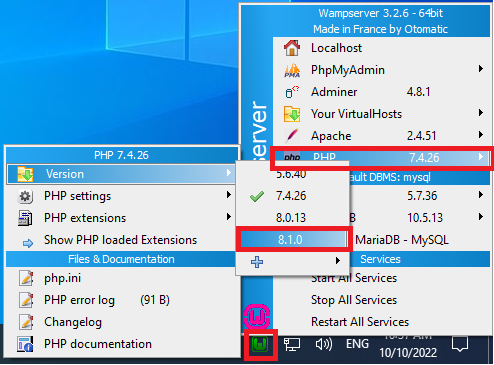 Wampserver 3.2.6 - 64bit
Made in France by Otomatic
Localhost
PhpMyAdmin
Adminer 4.8.1
Your VirtualHosts
Apache 2.4.51
php PHP 7.4.26
ault DBMS: mysql
5.7.36
B 10.5.13
MariaDB - MySQL
Services
Start All Services
Stop All Services
Restart All Services
server
PHP 7.4.26
Version
PHP settings
PHP extensions
Show PHP loaded Extensions
Files & Documentation
php.ini
PHP error log (91 B)
Changelog
PHP documentation
5.6.40
7.4.26
8.0.13
8.1.0
ENG
10:37 AM
10/10/2022